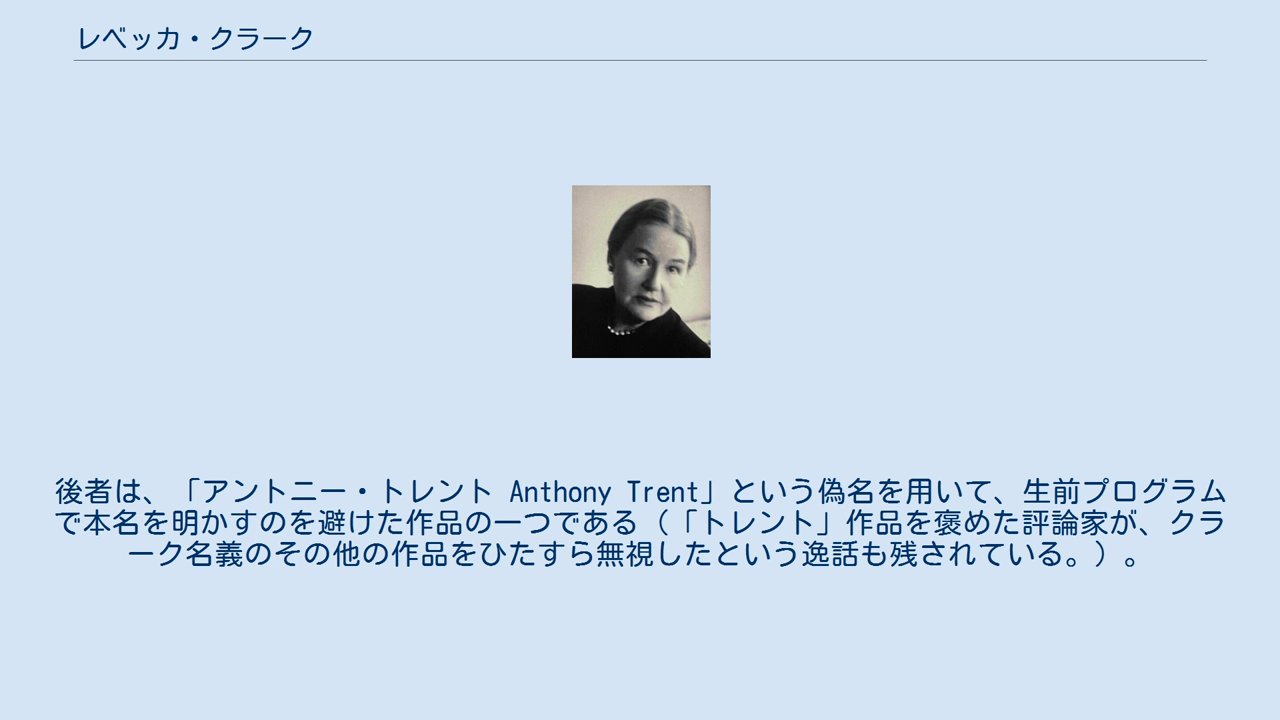 レベッカ・クラーク
後者は、「アントニー・トレント Anthony Trent」という偽名を用いて、生前プログラム
で本名を明かすのを避けた作品の一つである（「トレント」作品を褒めた評論家が、クラ
ーク名義のその他の作品をひたすら無視したという逸話も残されている。）。